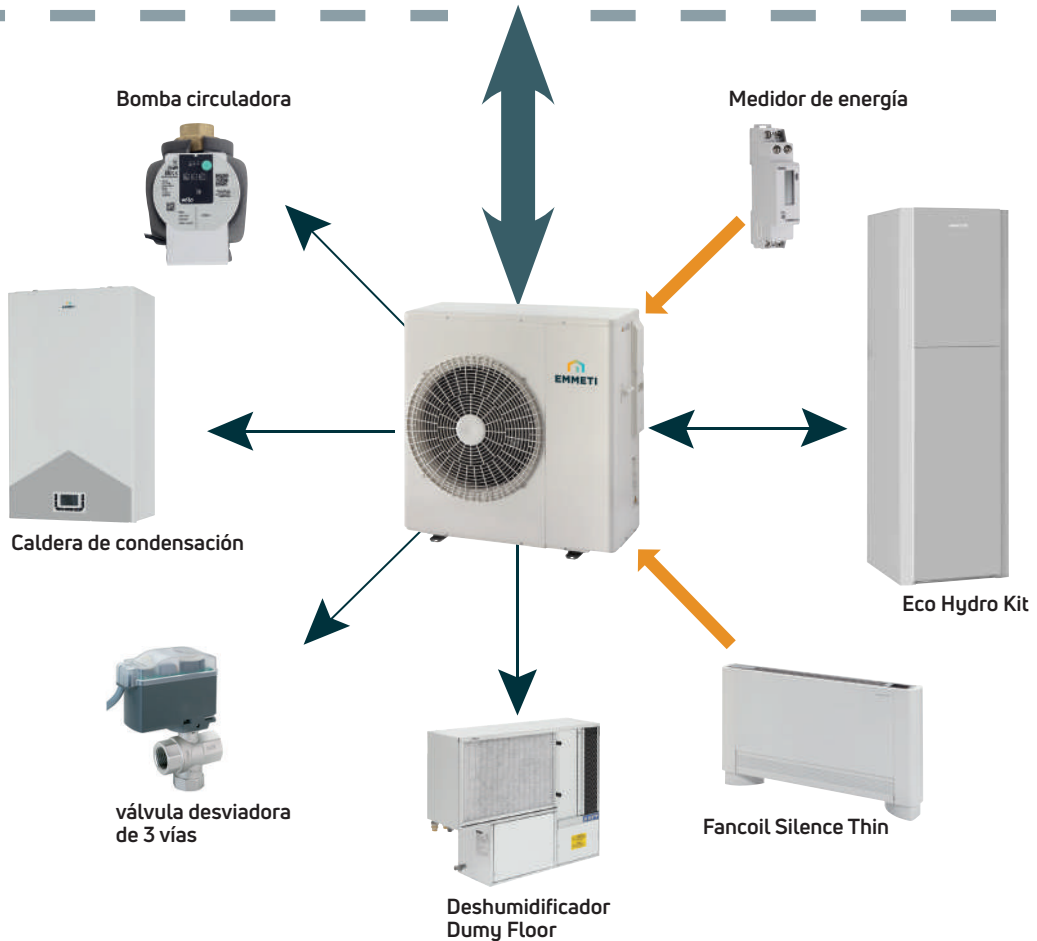 Bomba circuladora
Medidor de energía
wilo
EMMETI
Caldera de condensación
Eco Hydro Kit
válvula desviadora
de 3 vías
Fancoil Silence Thin
Deshumidificador
Dumy Floor